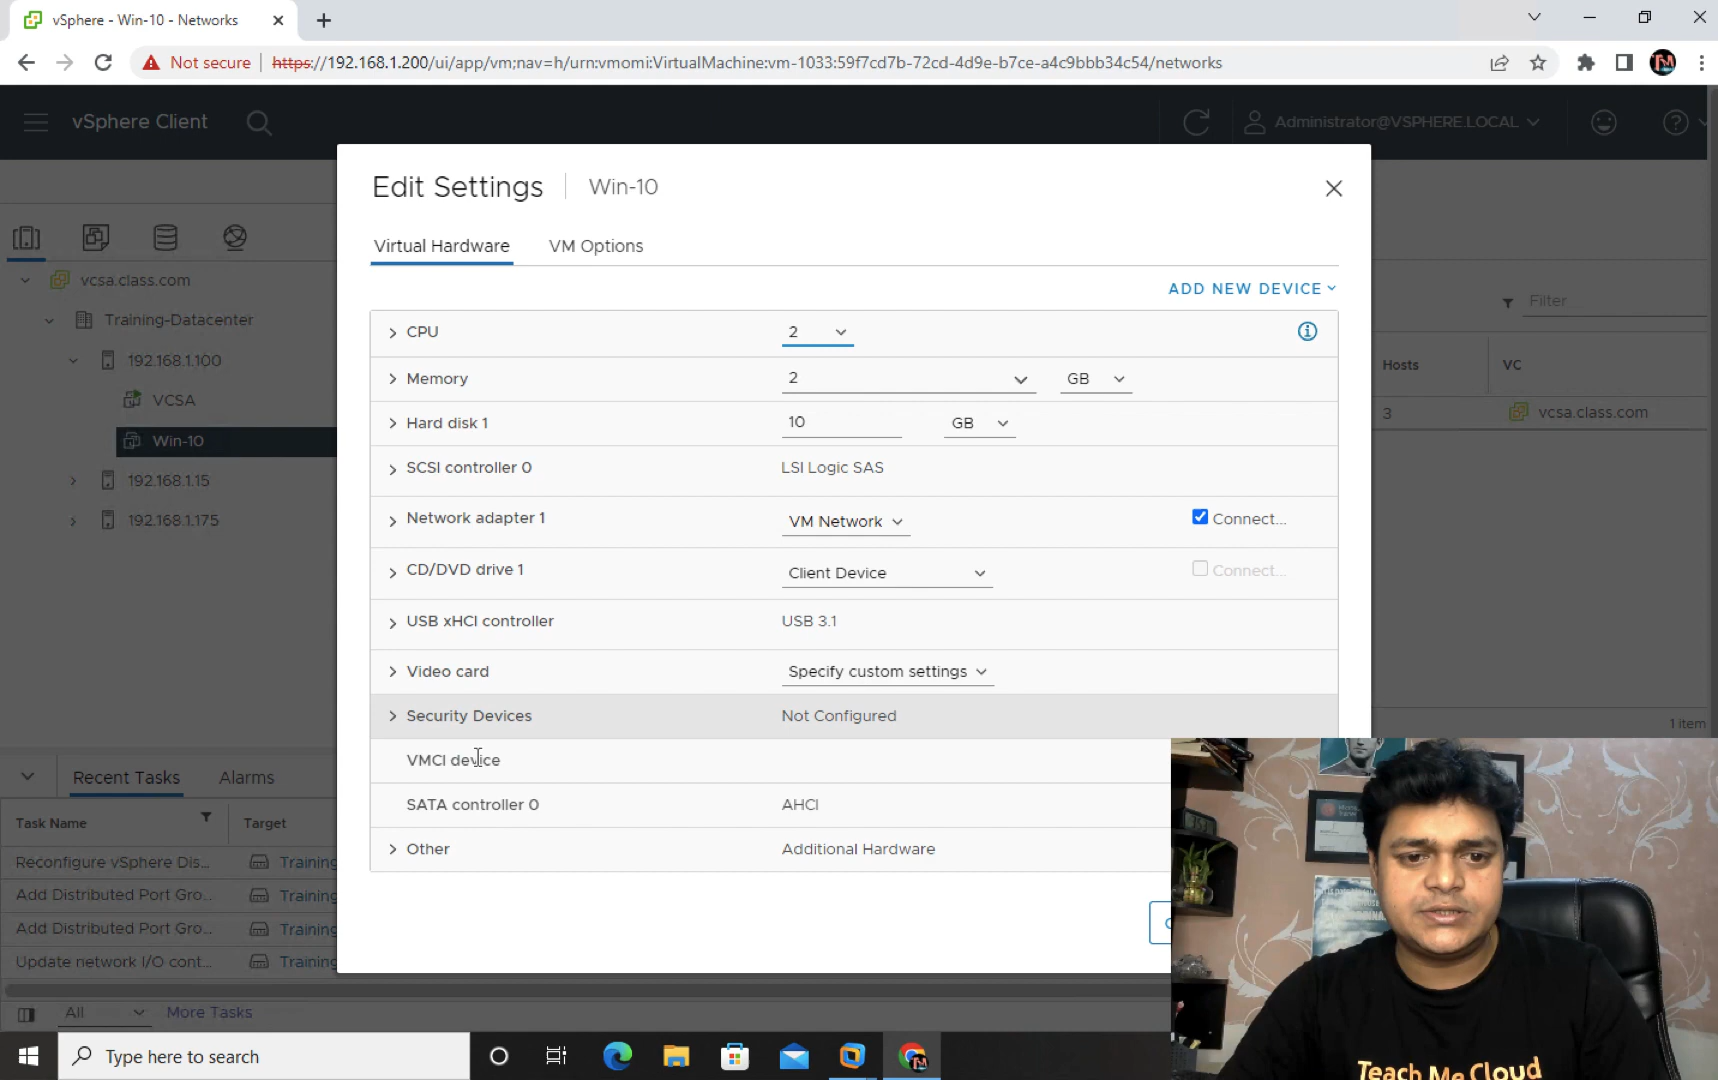 vSphere - Win-10 - Networks
Not secure https://192.168.1.200/ui/app/vm;nav=h/urn:vmomi:VirtualMachine:vm-1033:59f7cd7b-72cd-4d9e-b7ce-a4c9bbb34c54/networks
vSphere Client
Administrator@VSPHERE.LOCAL
Edit Settings Win-10
Virtual Hardware VM Options
ADD NEW DEVICE
vcsa.class.com
Training-Datacenter
192.168.1.100
VCSA
Win-10
192.168.1.15
192.168.1.175
CPU 2
Memory 2 GB
Hard disk 1 10 GB
SCSI controller 0 LSI Logic SAS
Network adapter 1 VM Network Connect...
CD/DVD drive 1 Client Device Connect...
USB xHCI controller USB 3.1
Video card Specify custom settings
Security Devices Not Configured
VMCI device
SATA controller 0 AHCI
Other Additional Hardware
Filter
Hosts VC
3 vcsa.class.com
1 item
Recent Tasks Alarms
Task Name Target
Reconfigure vSphere Dis... Training
Add Distributed Port Gro... Training
Add Distributed Port Gro... Training
Update network I/O cont... Training
All More Tasks
Type here to search
Teach Me Cloud